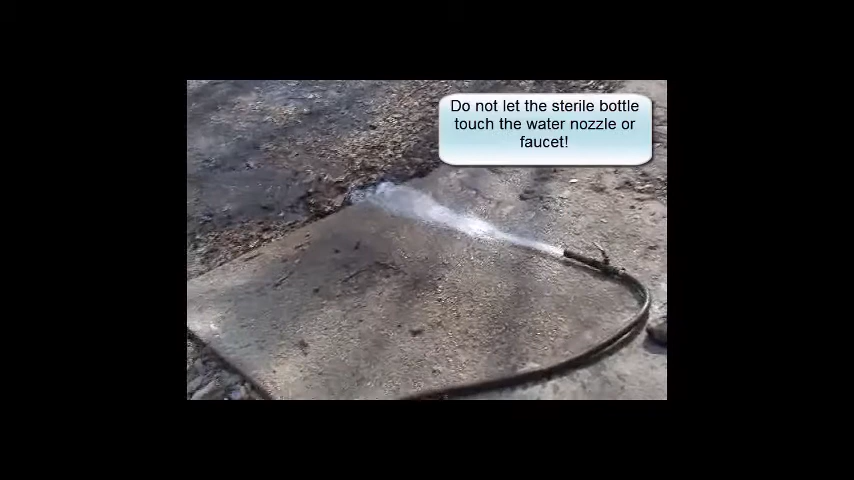 Do not let the sterile bottle
touch the water nozzle or
faucet!